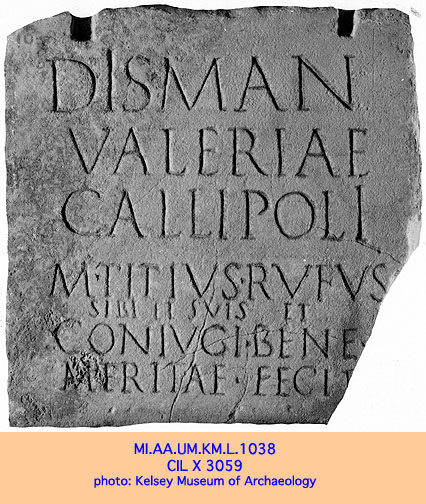 DIS MAN
VALERIAE
CALLIPOLI
M·TITIVS·RVFVS
SIBI ET SVIS ET
CONIVGI·BEN·E·
MERITAE·FECIT
MI.AA.UM.KM.L.1038
CIL X 3059
photo: Kelsey Museum of Archaeology